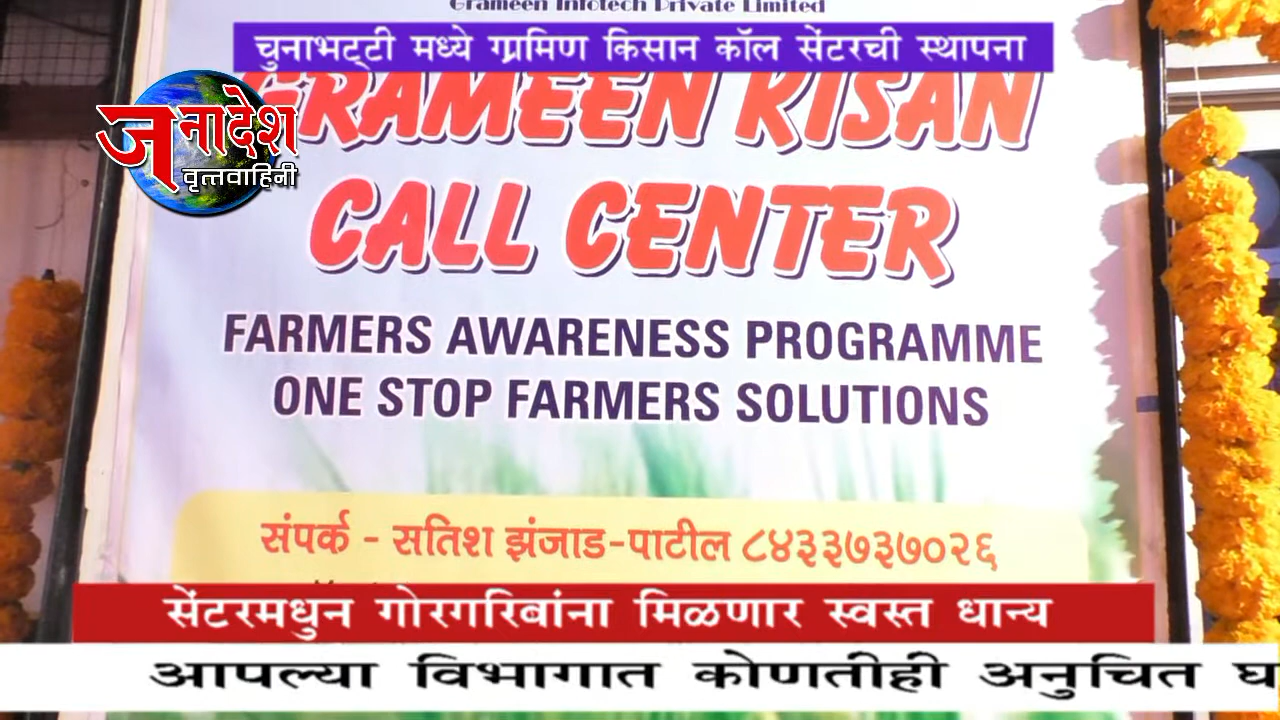 Grameen Infotech Private Limited
चुनाभट्टी मध्ये ग्रामिण किसान कॉल सेंटरची स्थापना
GRAMEEN KISAN
जनादेश
वृत्तवाहिनी
CALL CENTER
FARMERS AWARENESS PROGRAMME
ONE STOP FARMERS SOLUTIONS
संपर्क - सतिश झंजाड-पाटील ८४३३७३७०२६
सेंटरमधुन गोरगरिबांना मिळणार स्वस्त धान्य
आपल्या विभागात कोणतीही अनुचित घ